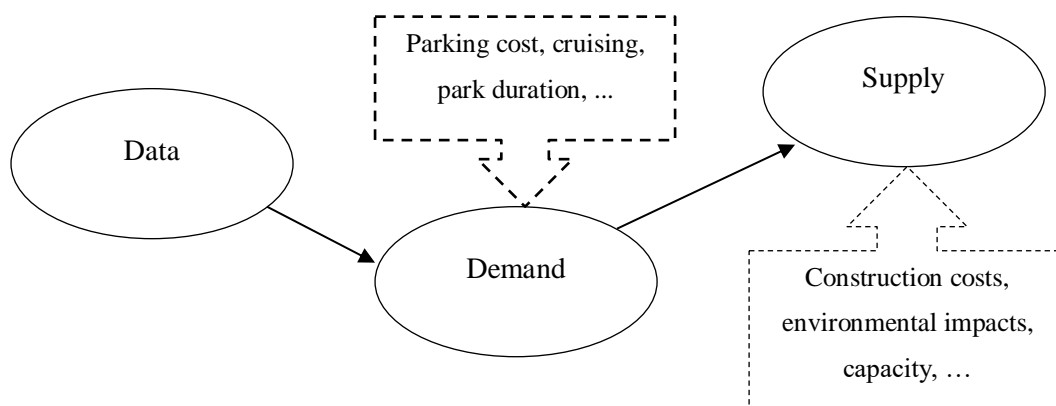 Parking cost, cruising,
park duration, ...
Supply
Data
Demand
Construction costs,
environmental impacts,
capacity, …